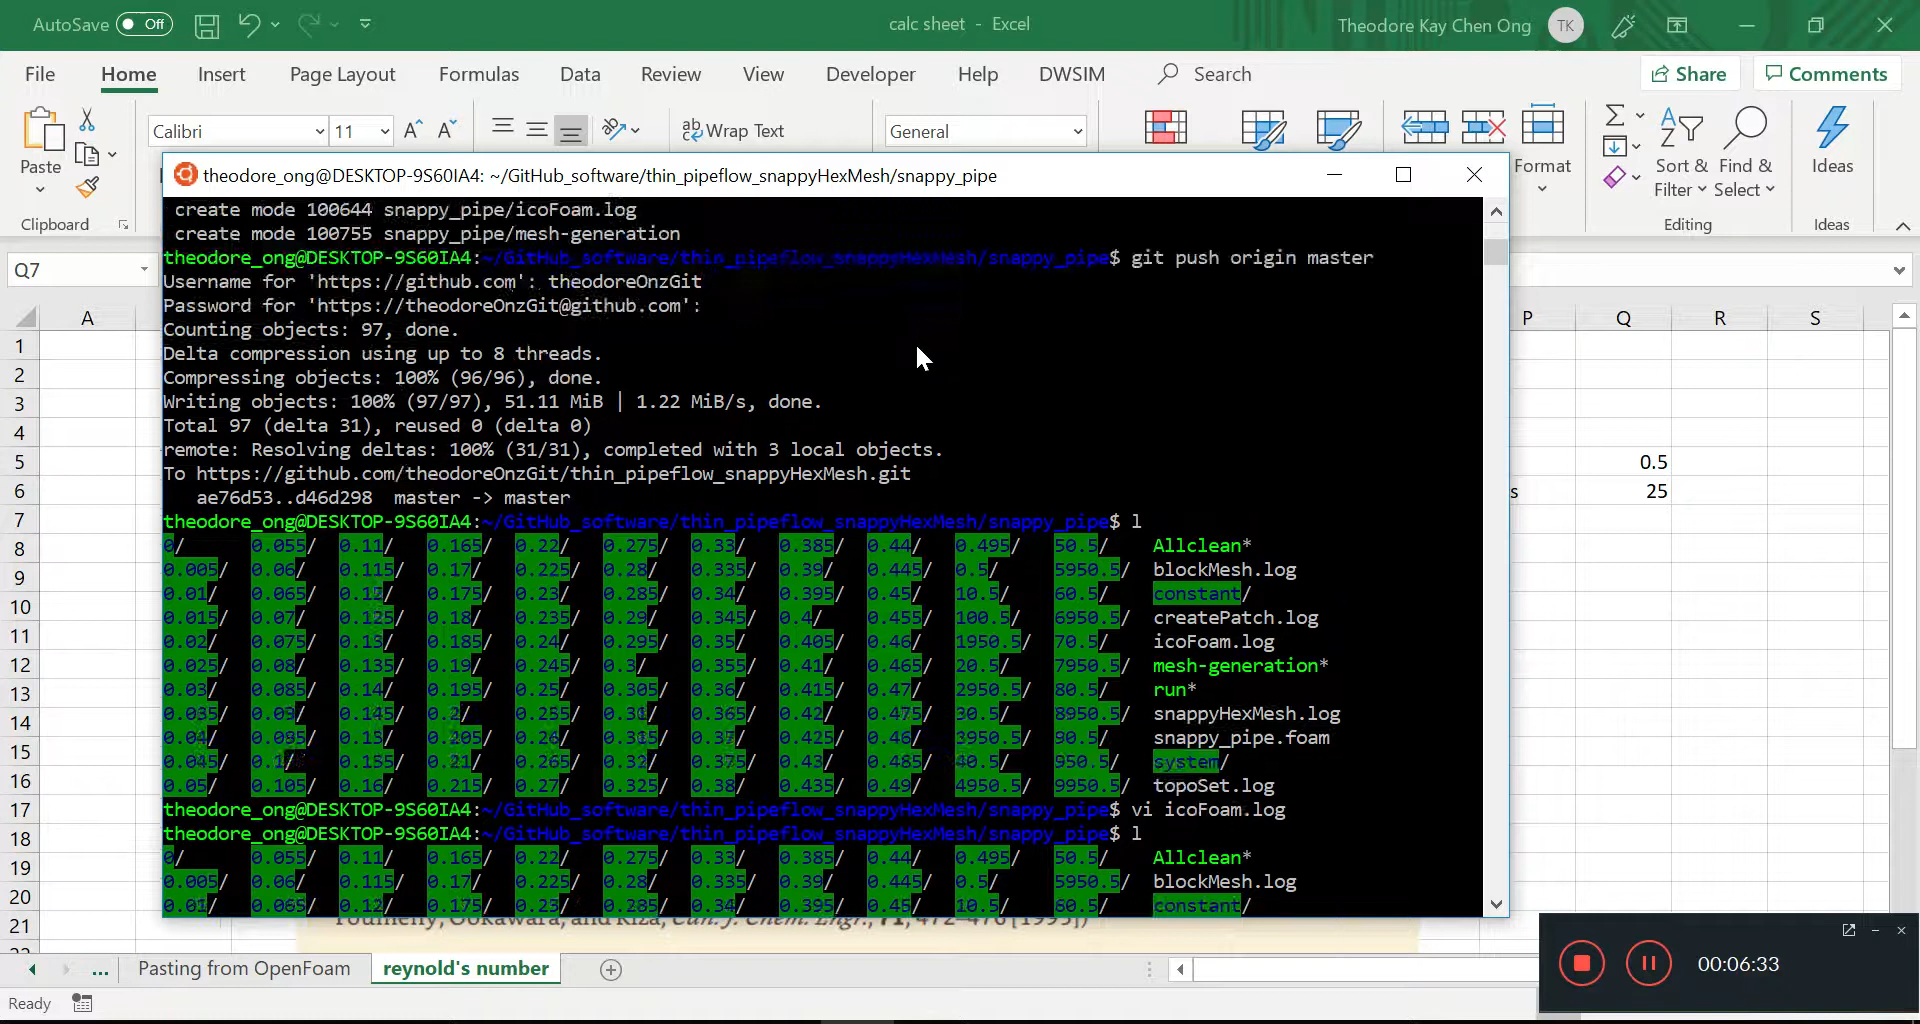 AutoSave Off
calc sheet - Excel
Theodore Kay Chen Ong TK
File Home Insert Page Layout Formulas Data Review View Developer Help DWSIM Search Share Comments
Calibri 11 Wrap Text General
Paste Format Sort & Filter Find & Select Ideas
Clipboard Editing Ideas
Q7
theodore_ong@DESKTOP-9S60IA4: ~/GitHub_software/thin_pipeflow_snappyHexMesh/snappy_pipe
A P Q R S
1
2
3
4
5 0.5
6 s 25
7
8
9
10
11
12
13
14
15
16
17
18
19
20
21
create mode 100644 snappy_pipe/icoFoam.log
create mode 100755 snappy_pipe/mesh-generation
theodore_ong@DESKTOP-9S60IA4:~/GitHub_software/thin_pipeflow_snappyHexMesh/snappy_pipe$ git push origin master
Username for 'https://github.com': theodoreOnzGit
Password for 'https://theodoreOnzGit@github.com':
Counting objects: 97, done.
Delta compression using up to 8 threads.
Compressing objects: 100% (96/96), done.
Writing objects: 100% (97/97), 51.11 MiB | 1.22 MiB/s, done.
Total 97 (delta 31), reused 0 (delta 0)
remote: Resolving deltas: 100% (31/31), completed with 3 local objects.
To https://github.com/theodoreOnzGit/thin_pipeflow_snappyHexMesh.git
ae76d53..d46d298 master -> master
theodore_ong@DESKTOP-9S60IA4:~/GitHub_software/thin_pipeflow_snappyHexMesh/snappy_pipe$ l
0/ 0.055/ 0.11/ 0.165/ 0.22/ 0.275/ 0.33/ 0.385/ 0.44/ 0.495/ 50.5/ Allclean*
0.005/ 0.06/ 0.115/ 0.17/ 0.225/ 0.28/ 0.335/ 0.39/ 0.445/ 0.5/ 5950.5/ blockMesh.log
0.01/ 0.065/ 0.12/ 0.175/ 0.23/ 0.285/ 0.34/ 0.395/ 0.45/ 10.5/ 60.5/ constant/
0.015/ 0.07/ 0.125/ 0.18/ 0.235/ 0.29/ 0.345/ 0.4/ 0.455/ 100.5/ 6950.5/ createPatch.log
0.02/ 0.075/ 0.13/ 0.185/ 0.24/ 0.295/ 0.35/ 0.405/ 0.46/ 1950.5/ 70.5/ icoFoam.log
0.025/ 0.08/ 0.135/ 0.19/ 0.245/ 0.3/ 0.355/ 0.41/ 0.465/ 20.5/ 7950.5/ mesh-generation*
0.03/ 0.085/ 0.14/ 0.195/ 0.25/ 0.305/ 0.36/ 0.415/ 0.47/ 2950.5/ 80.5/ run*
0.035/ 0.09/ 0.145/ 0.2/ 0.255/ 0.31/ 0.365/ 0.42/ 0.475/ 30.5/ 8950.5/ snappyHexMesh.log
0.04/ 0.095/ 0.15/ 0.205/ 0.26/ 0.315/ 0.37/ 0.425/ 0.48/ 3950.5/ 90.5/ snappy_pipe.foam
0.045/ 0.1/ 0.155/ 0.21/ 0.265/ 0.32/ 0.375/ 0.43/ 0.485/ 40.5/ 950.5/ system/
0.05/ 0.105/ 0.16/ 0.215/ 0.27/ 0.325/ 0.38/ 0.435/ 0.49/ 4950.5/ 9950.5/ topoSet.log
theodore_ong@DESKTOP-9S60IA4:~/GitHub_software/thin_pipeflow_snappyHexMesh/snappy_pipe$ vi icoFoam.log
theodore_ong@DESKTOP-9S60IA4:~/GitHub_software/thin_pipeflow_snappyHexMesh/snappy_pipe$ l
0/ 0.055/ 0.11/ 0.165/ 0.22/ 0.275/ 0.33/ 0.385/ 0.44/ 0.495/ 50.5/ Allclean*
0.005/ 0.06/ 0.115/ 0.17/ 0.225/ 0.28/ 0.335/ 0.39/ 0.445/ 0.5/ 5950.5/ blockMesh.log
0.01/ 0.065/ 0.12/ 0.175/ 0.23/ 0.285/ 0.34/ 0.395/ 0.45/ 10.5/ 60.5/ constant/
... Pasting from OpenFoam reynold's number
Ready
00:06:33